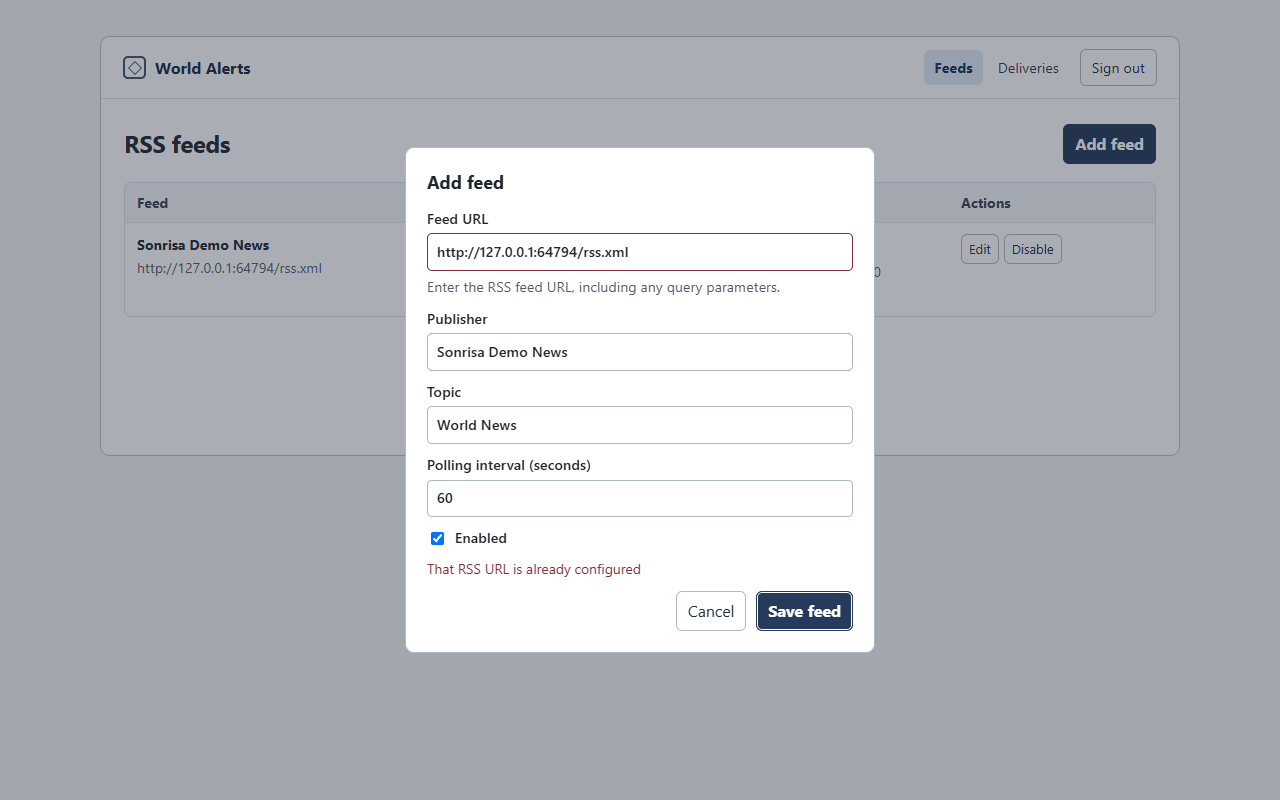 World Alerts
Feeds
Deliveries
Sign out
RSS feeds
Add feed
Feed
Actions
Sonrisa Demo News
http://127.0.0.1:64794/rss.xml
0
Edit
Disable
Add feed
Feed URL
http://127.0.0.1:64794/rss.xml
Enter the RSS feed URL, including any query parameters.
Publisher
Sonrisa Demo News
Topic
World News
Polling interval (seconds)
60
Enabled
That RSS URL is already configured
Cancel
Save feed